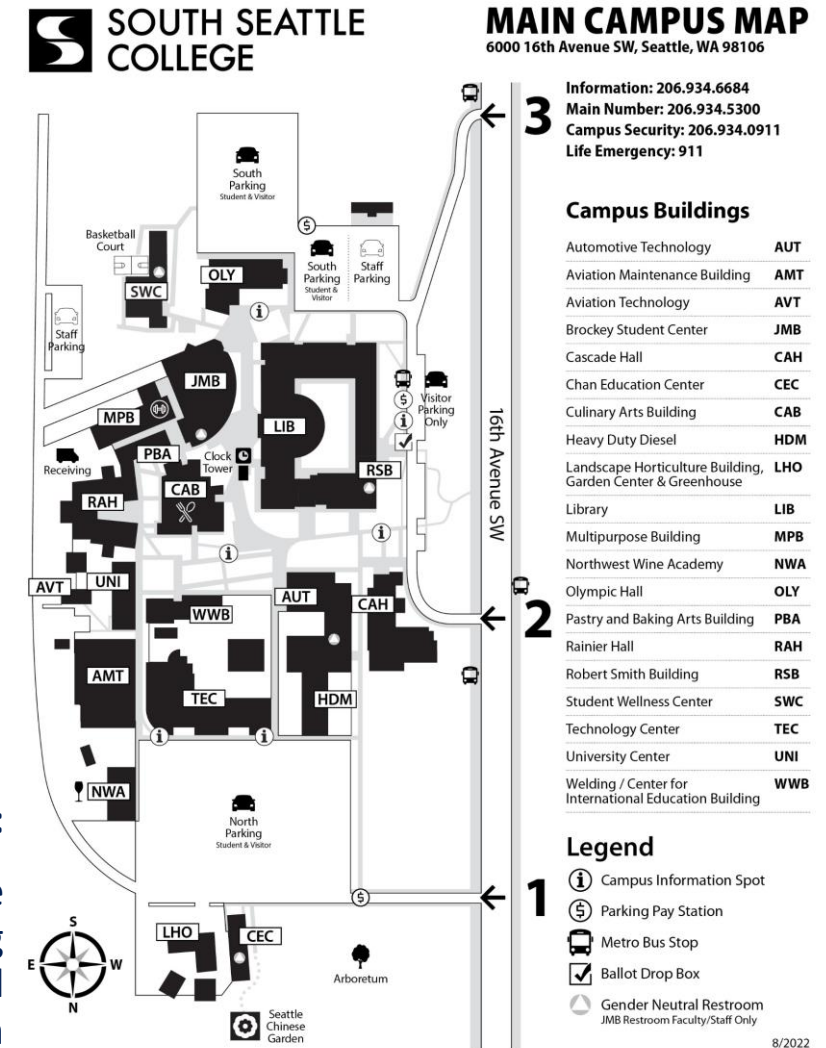 SOUTH SEATTLE
COLLEGE
MAIN CAMPUS MAP
6000 16th Avenue SW, Seattle, WA 98106
Information: 206.934.6684
Main Number: 206.934.5300
Campus Security: 206.934.0911
Life Emergency: 911
3
South
Parking
Student & Visitor
$
Basketball
Court
SWC
OLY
South
Parking
Student &
Visitor
Staff
Parking
i
Staff
Parking
JMB
MPB
LIB
$
i
Visitor
Parking
Only
PBA
Clock
Tower
Receiving
RSB
CAB
RAH
16th Avenue SW
i
i
AVT
UNI
AUT
CAH
WWB
2
AMT
TEC
HDM
i
i
NWA
North
Parking
Student & Visitor
$
1
LHO
CEC
S
E
W
N
Arboretum
Seattle
Chinese
Garden
Campus Buildings
Automotive Technology AUT
Aviation Maintenance Building AMT
Aviation Technology AVT
Brockey Student Center JMB
Cascade Hall CAH
Chan Education Center CEC
Culinary Arts Building CAB
Heavy Duty Diesel HDM
Landscape Horticulture Building, LHO
Garden Center & Greenhouse
Library LIB
Multipurpose Building MPB
Northwest Wine Academy NWA
Olympic Hall OLY
Pastry and Baking Arts Building PBA
Rainier Hall RAH
Robert Smith Building RSB
Student Wellness Center SWC
Technology Center TEC
University Center UNI
Welding / Center for WWB
International Education Building
Legend
i Campus Information Spot
$ Parking Pay Station
Metro Bus Stop
Ballot Drop Box
Gender Neutral Restroom
JMB Restroom Faculty/Staff Only
8/2022